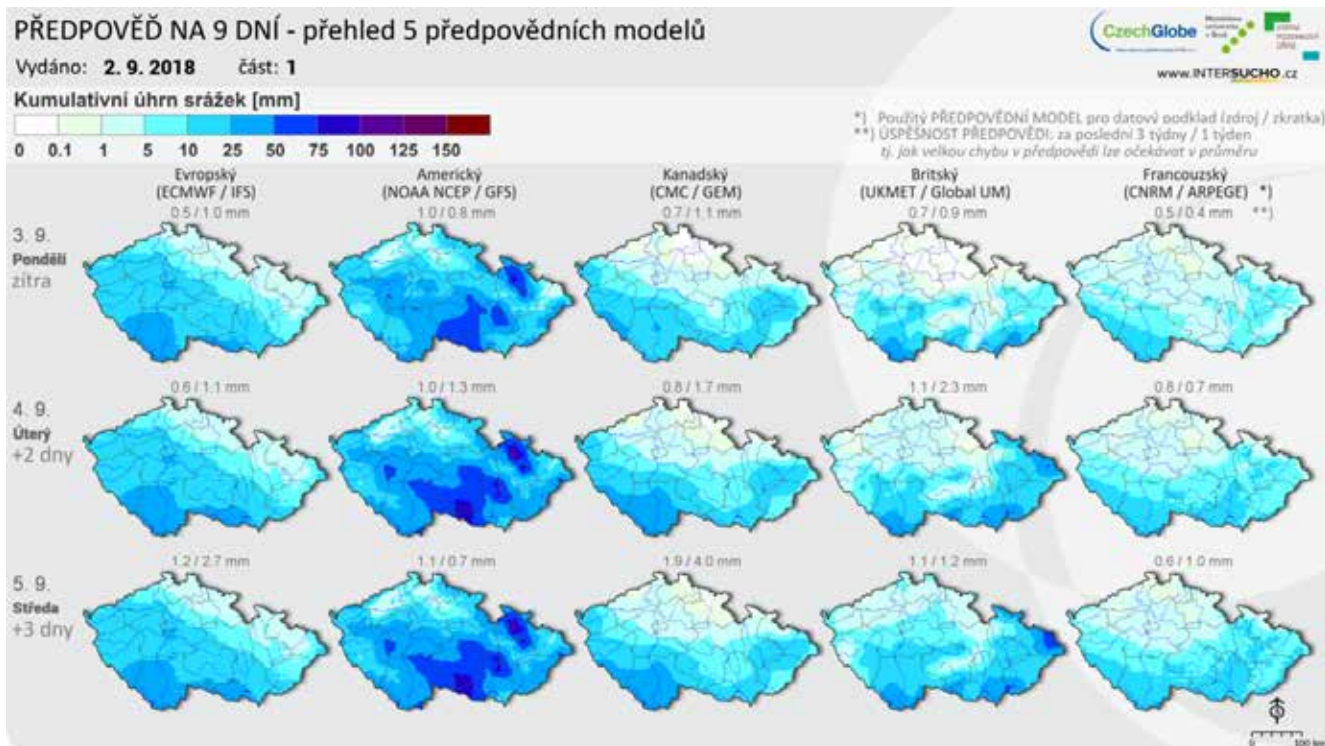 PŘEDPOVĚĎ NA 9 DNÍ - přehled 5 předpovědních modelů
Vydáno: 2. 9. 2018 část: 1
CzechGlobe
www.INTERSUCHO.cz
Kumulativní úhrn srážek [mm]
0 0.1 1 5 10 25 50 75 100 125 150
*) Použitý PŘEDPOVĚDNÍ MODEL pro datový podklad (zdroj / zkratka)
**) ÚSPĚŠNOST PŘEDPOVĚDI: za poslední 3 týdny / 1 týden
tj. jak velkou chybu v předpovědi lze očekávat v průměru
Evropský Americký Kanadský Britský Francouzský
(ECMWF / IFS) (NOAA NCEP / GFS) (CMC / GEM) (UKMET / Global UM) (CNRM / ARPEGE) *)
0.5 / 1.0 mm 1.0 / 0.8 mm 0.7 / 1.1 mm 0.7 / 0.9 mm 0.5 / 0.4 mm **)
3. 9.
Pondělí
zítra
0.6 / 1.1 mm 1.0 / 1.3 mm 0.8 / 1.7 mm 1.1 / 2.3 mm 0.8 / 0.7 mm
4. 9.
Úterý
+2 dny
1.2 / 2.7 mm 1.1 / 0.7 mm 1.9 / 4.0 mm 1.1 / 1.2 mm 0.6 / 1.0 mm
5. 9.
Středa
+3 dny
0 100 km